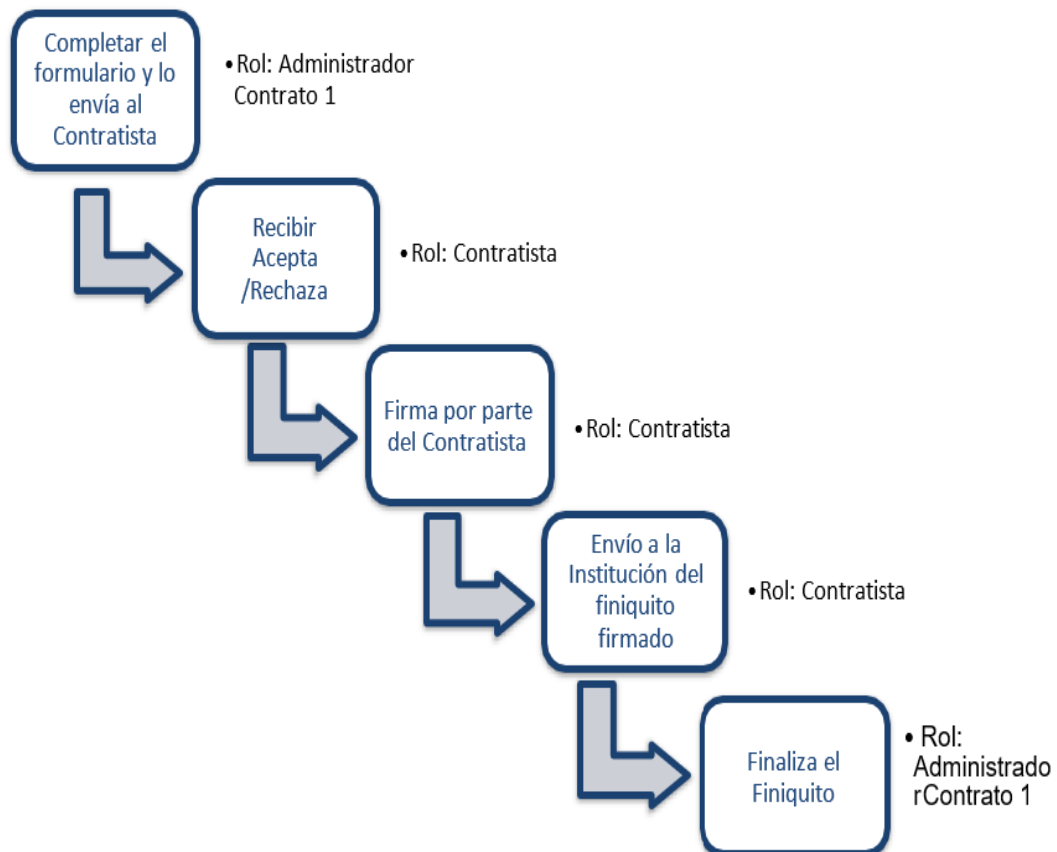 Completar el
formulario y lo
envía al
Contratista
• Rol: Administrador
Contrato 1
Recibir
Acepta
/Rechaza
• Rol: Contratista
Firma por parte
del Contratista
• Rol: Contratista
Envío a la
Institución del
finiquito
firmado
• Rol: Contratista
Finaliza el
Finiquito
• Rol:
Administrado
rContrato 1